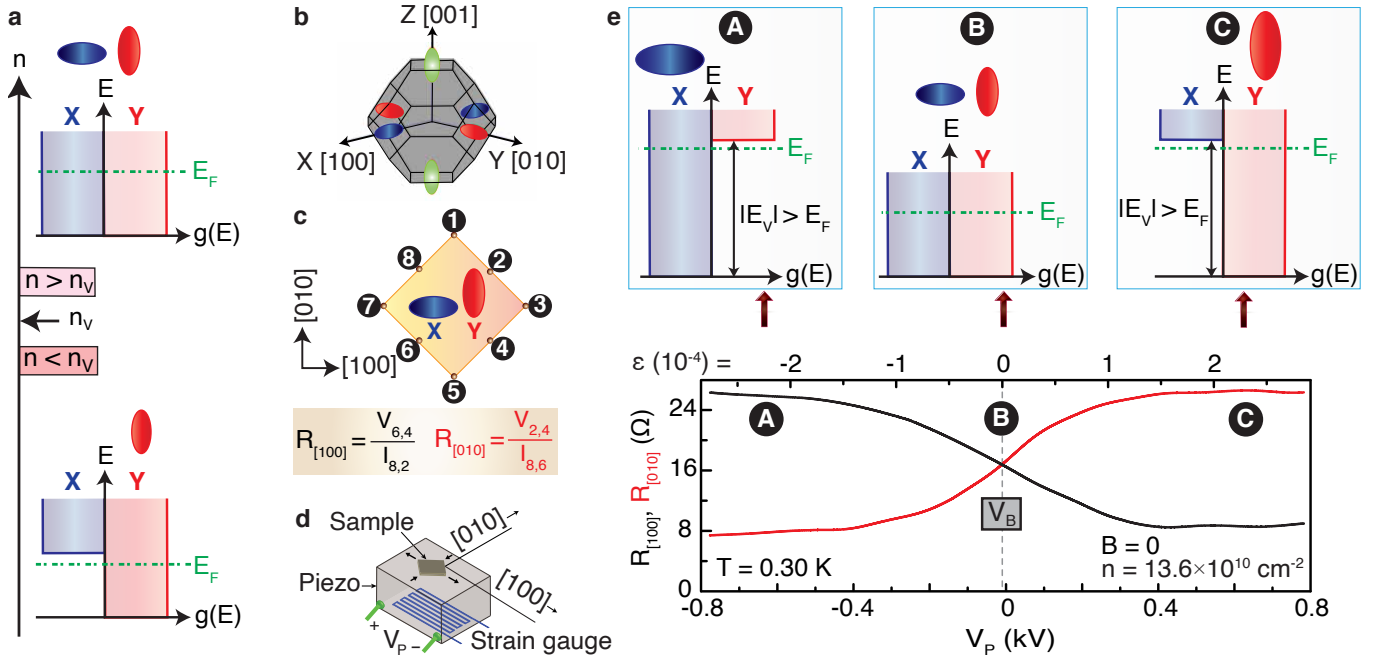 a
n
E
X Y
E_F
g(E)
n > n_V
n_V
n < n_V
E
X Y
E_F
g(E)
b
Z [001]
X [100] Y [010]
c
1
8 2
7 3
X Y
6 4
5
[010]
[100]
R_[100] = V_6,4 / I_8,2 R_[010] = V_2,4 / I_8,6
d
Sample
[010]
Piezo
[100]
+ V_P −
Strain gauge
e
A
E
X Y
E_F
|E_V| > E_F
g(E)
B
E
X Y
E_F
g(E)
C
E
X Y
E_F
|E_V| > E_F
g(E)
ε (10^-4) = -2 -1 0 1 2
A B C
R_[100], R_[010] (Ω)
24
16
8
0
V_B
T = 0.30 K
B = 0
n = 13.6×10^10 cm^-2
-0.8 -0.4 0 0.4 0.8
V_P (kV)